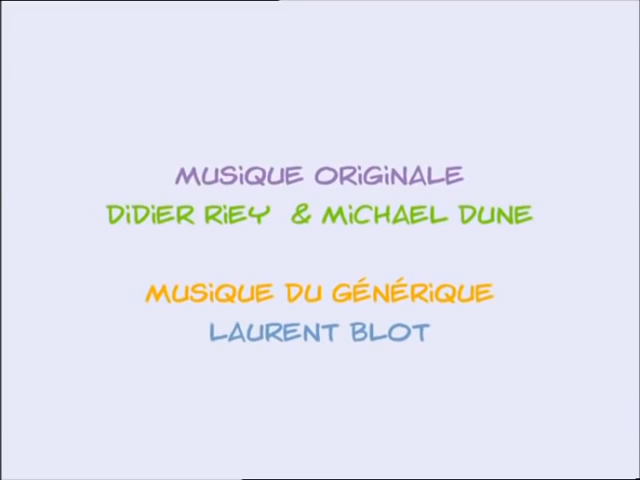 MUSIQUE ORIGINALE
DIDIER RIEY & MICHAEL DUNE
MUSIQUE DU GÉNÉRIQUE
LAURENT BLOT